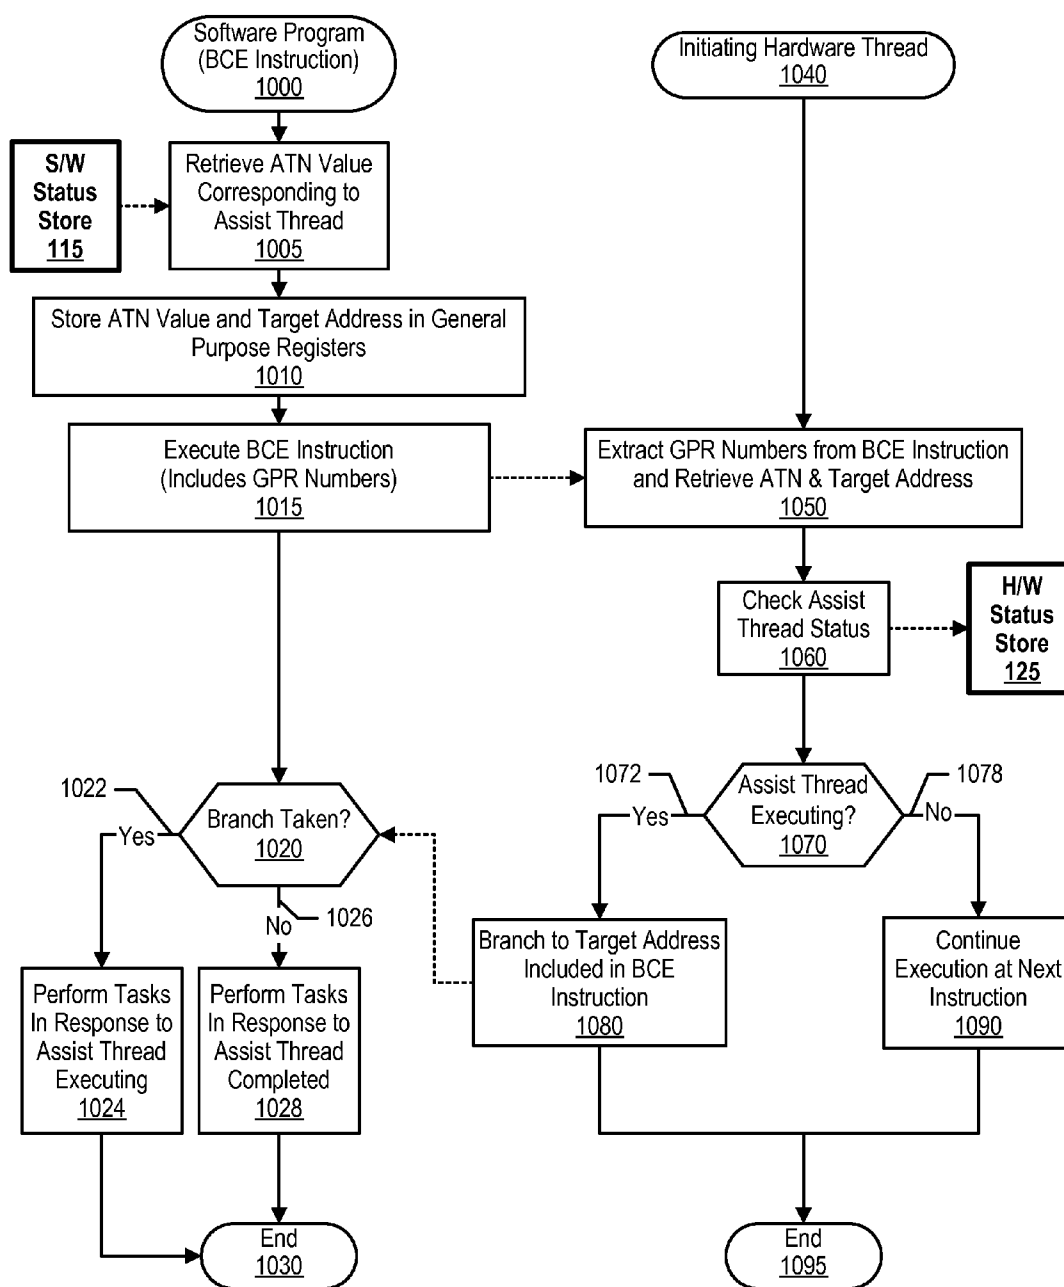 Software Program
(BCE Instruction)
1000
Initiating Hardware Thread
1040
S/W
Status
Store
115
Retrieve ATN Value
Corresponding to
Assist Thread
1005
Store ATN Value and Target Address in General
Purpose Registers
1010
Execute BCE Instruction
(Includes GPR Numbers)
1015
Extract GPR Numbers from BCE Instruction
and Retrieve ATN & Target Address
1050
Check Assist
Thread Status
1060
H/W
Status
Store
125
1022
Yes
Branch Taken?
1020
1026
No
1072
Yes
Assist Thread
Executing?
1070
1078
No
Perform Tasks
In Response to
Assist Thread
Executing
1024
Perform Tasks
In Response to
Assist Thread
Completed
1028
Branch to Target Address
Included in BCE
Instruction
1080
Continue
Execution at Next
Instruction
1090
End
1030
End
1095